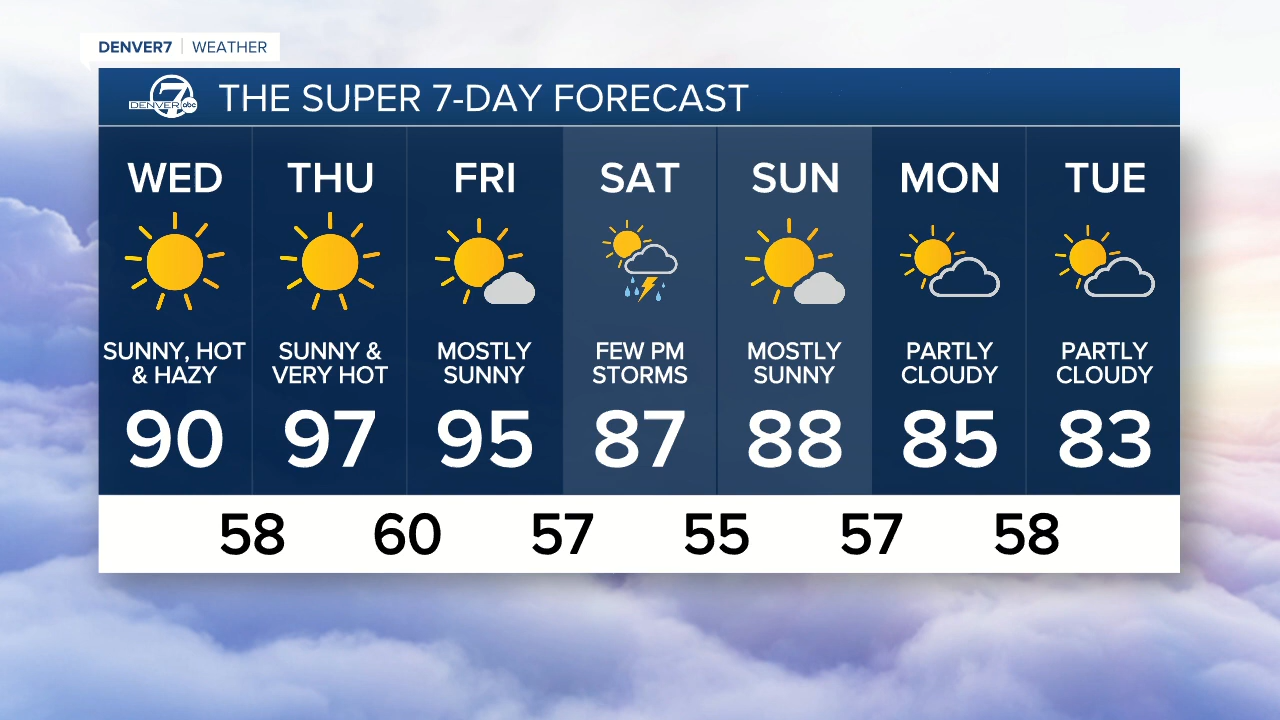 DENVER7 | WEATHER
7
DENVER abc
THE SUPER 7-DAY FORECAST
WED THU FRI SAT SUN MON TUE
SUNNY, HOT
& HAZY
SUNNY &
VERY HOT
MOSTLY
SUNNY
FEW PM
STORMS
MOSTLY
SUNNY
PARTLY
CLOUDY
PARTLY
CLOUDY
90 97 95 87 88 85 83
58 60 57 55 57 58